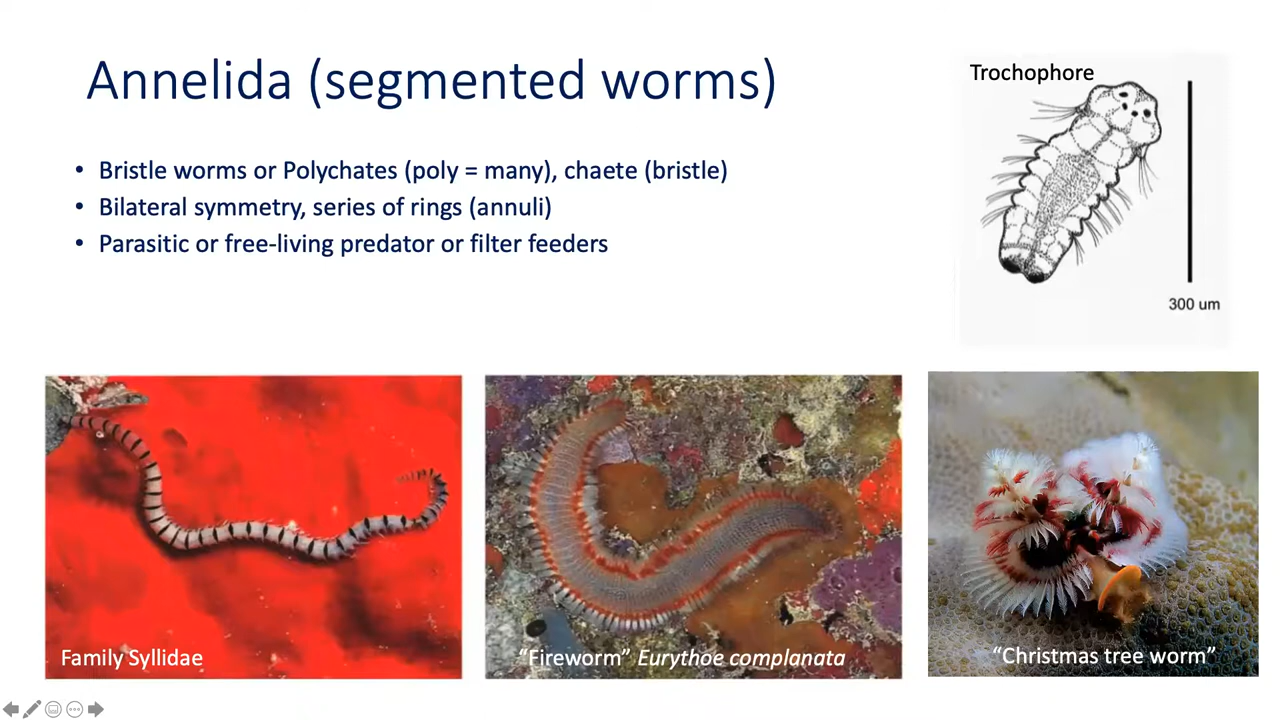 Annelida (segmented worms)
Trochophore
• Bristle worms or Polychates (poly = many), chaete (bristle)
• Bilateral symmetry, series of rings (annuli)
• Parasitic or free-living predator or filter feeders
300 um
Family Syllidae
“Fireworm” Eurythoe complanata
“Christmas tree worm”